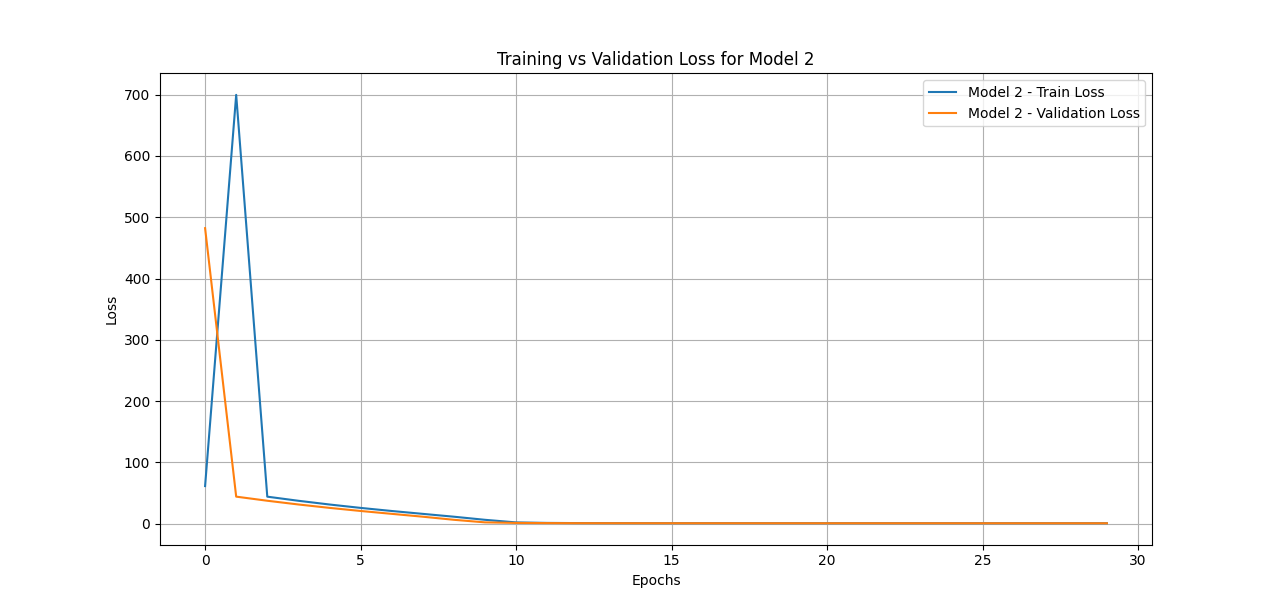 Training vs Validation Loss for Model 2
Model 2 - Train Loss
Model 2 - Validation Loss
700
600
500
400
300
200
100
0
Loss
0 5 10 15 20 25 30
Epochs